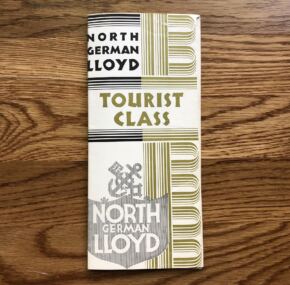 NORTH
GERMAN
LLOYD
TOURIST
CLASS
NORTH
GERMAN
LLOYD